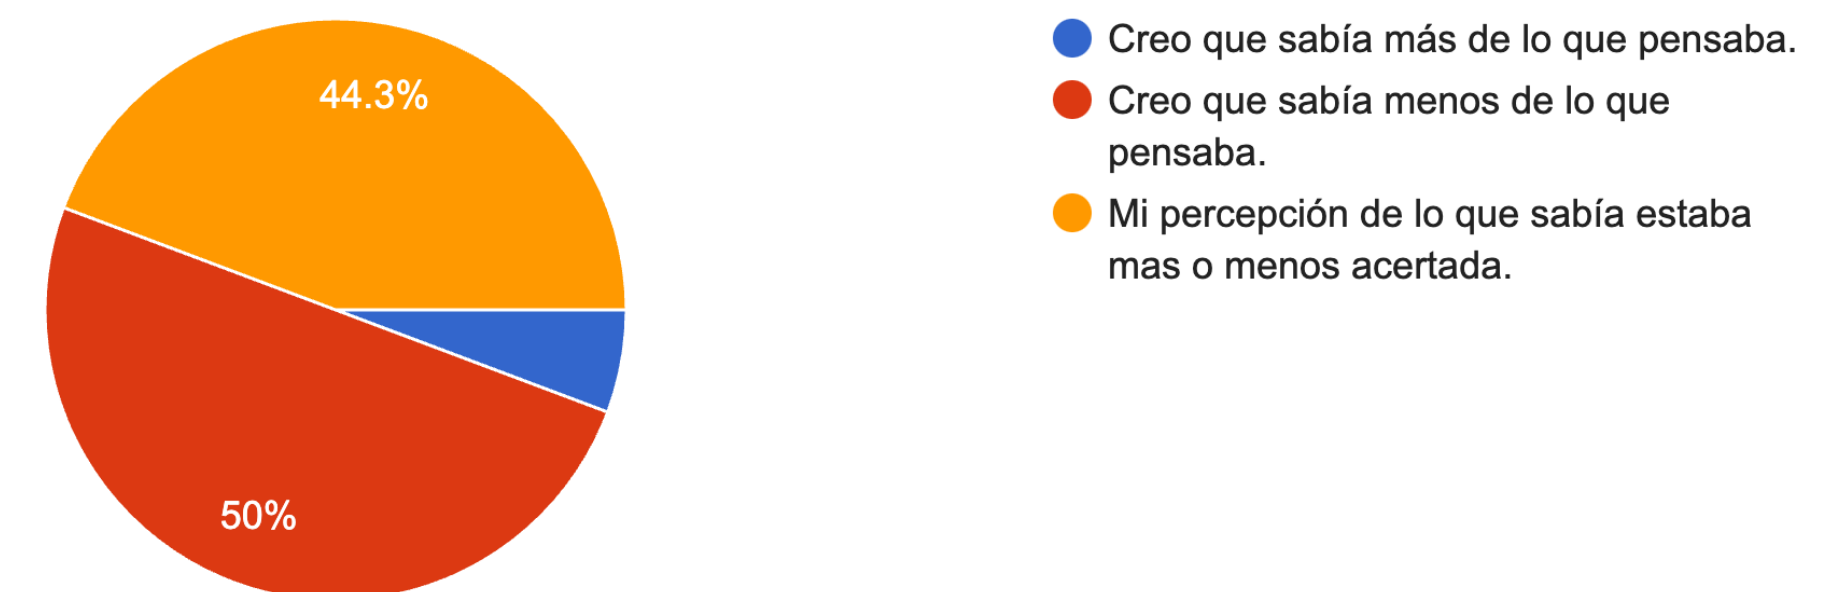 44.3%
50%
Creo que sabía más de lo que pensaba.
Creo que sabía menos de lo que
pensaba.
Mi percepción de lo que sabía estaba
mas o menos acertada.